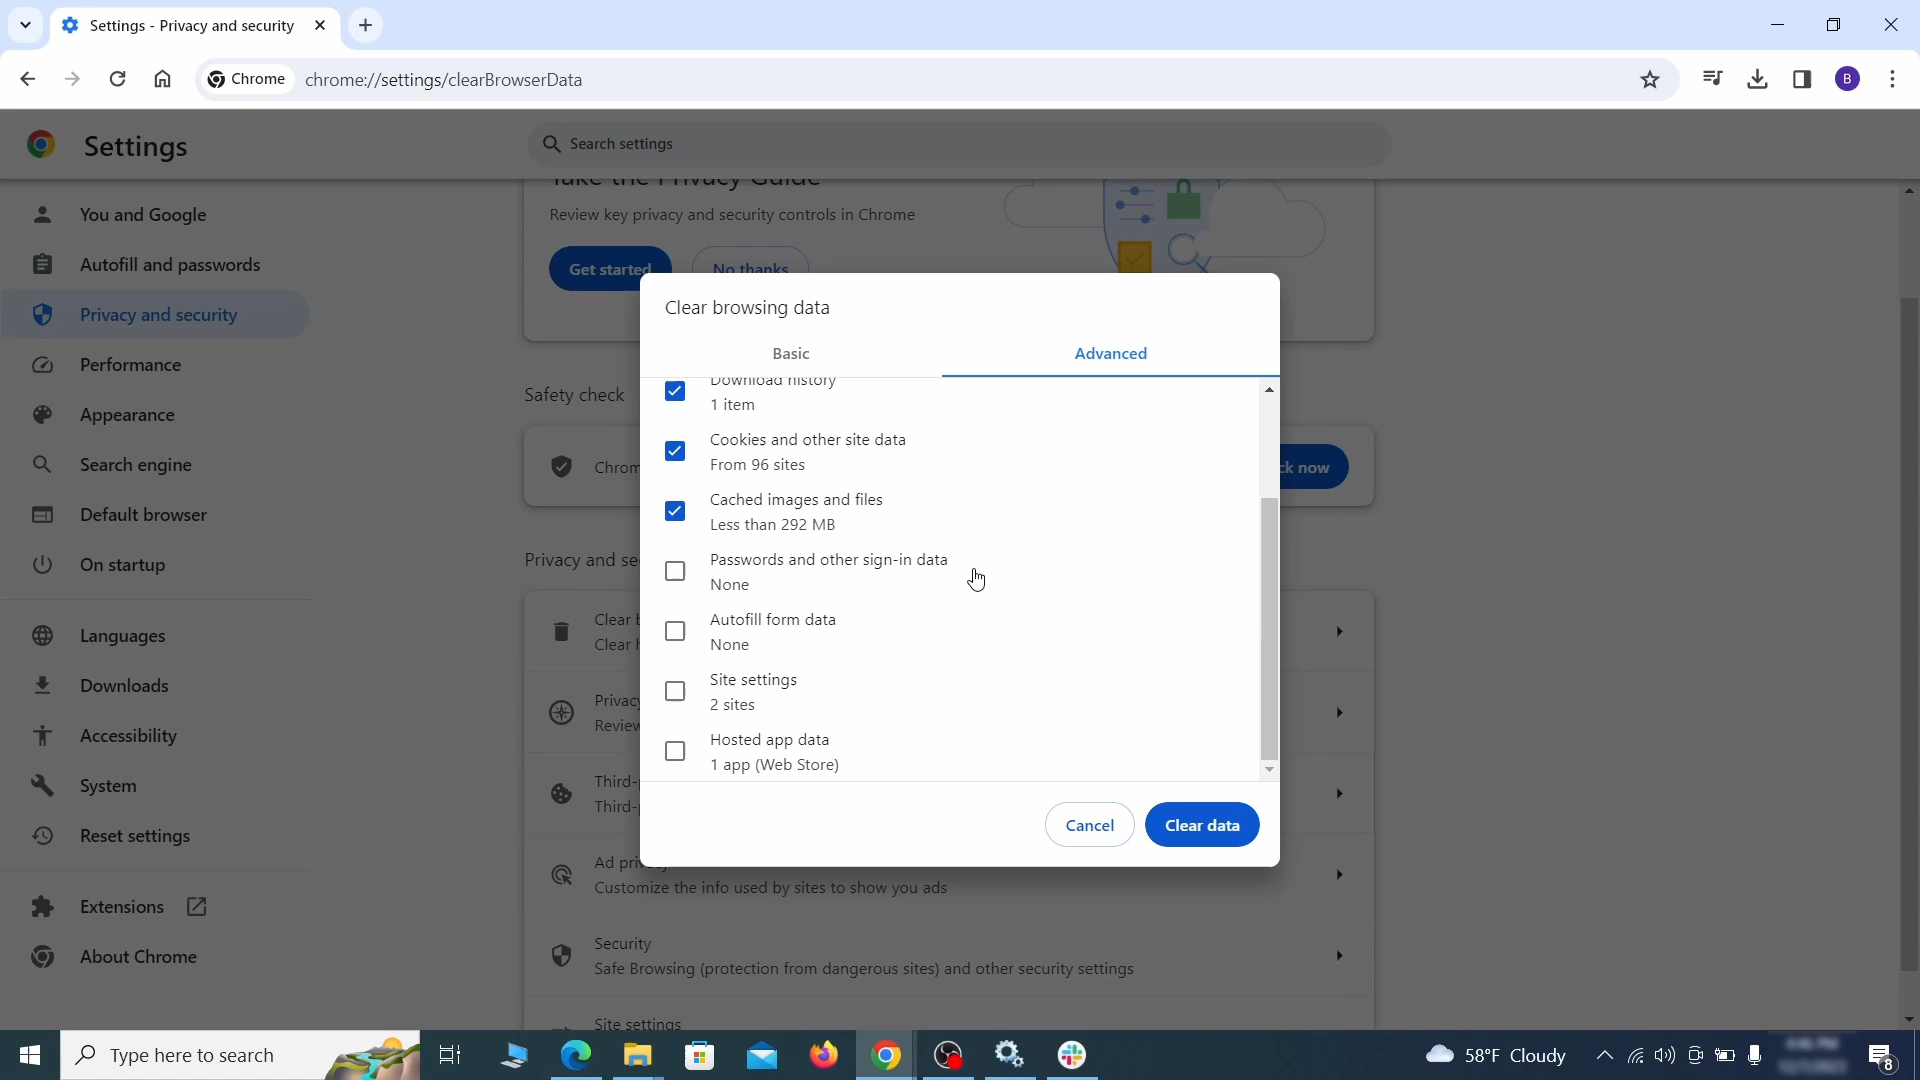 Settings - Privacy and security
Chrome
chrome://settings/clearBrowserData
B
Settings
Search settings
Take the Privacy Guide
Review key privacy and security controls in Chrome
Get started
No thanks
You and Google
Autofill and passwords
Privacy and security
Performance
Appearance
Search engine
Default browser
On startup
Languages
Downloads
Accessibility
System
Reset settings
Extensions
About Chrome
Safety check
Chrom
ck now
Privacy and se
Clear b
Clear h
Privacy
Review
Third-p
Third-p
Ad priv
Customize the info used by sites to show you ads
Security
Safe Browsing (protection from dangerous sites) and other security settings
Site settings
Clear browsing data
Basic
Advanced
Download history
1 item
Cookies and other site data
From 96 sites
Cached images and files
Less than 292 MB
Passwords and other sign-in data
None
Autofill form data
None
Site settings
2 sites
Hosted app data
1 app (Web Store)
Cancel
Clear data
Type here to search
58°F Cloudy
8